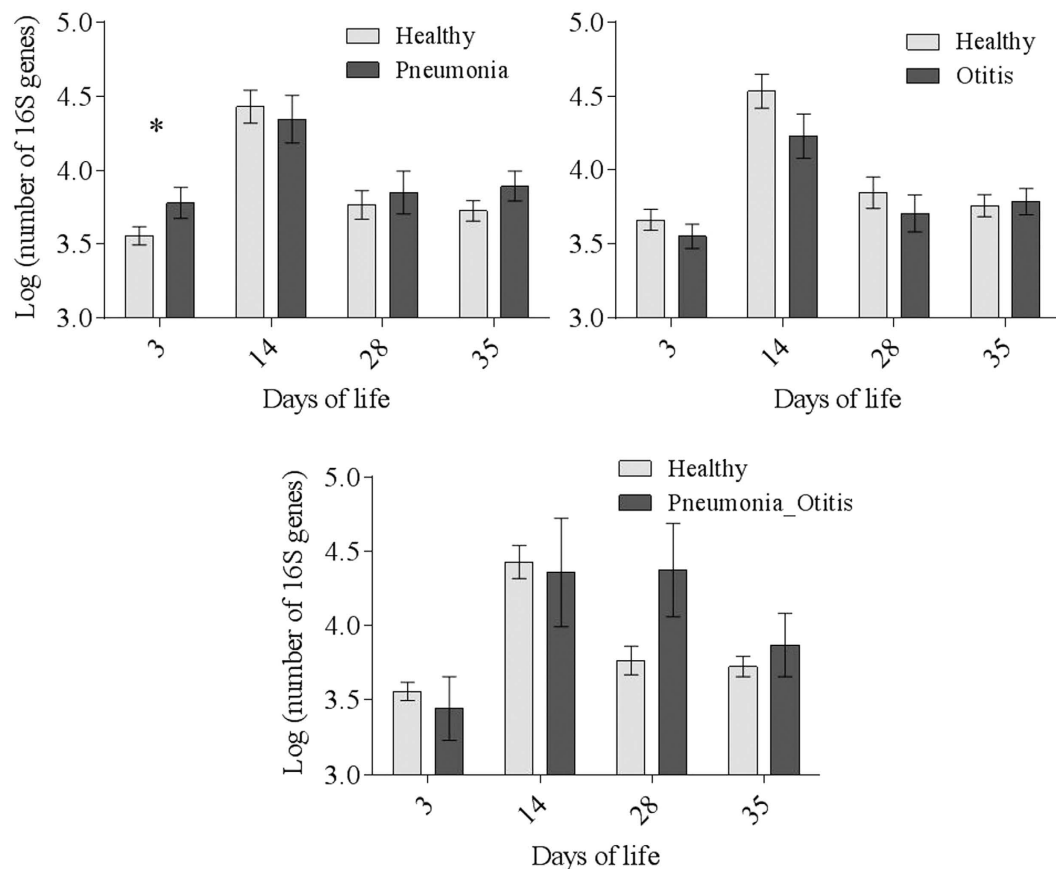 Log (number of 16S genes)
5.0
4.5
4.0
3.5
3.0
*
Healthy
Pneumonia
3
14
28
35
Days of life
5.0
4.5
4.0
3.5
3.0
Healthy
Otitis
3
14
28
35
Days of life
Log (number of 16S genes)
5.0
4.5
4.0
3.5
3.0
Healthy
Pneumonia_Otitis
3
14
28
35
Days of life